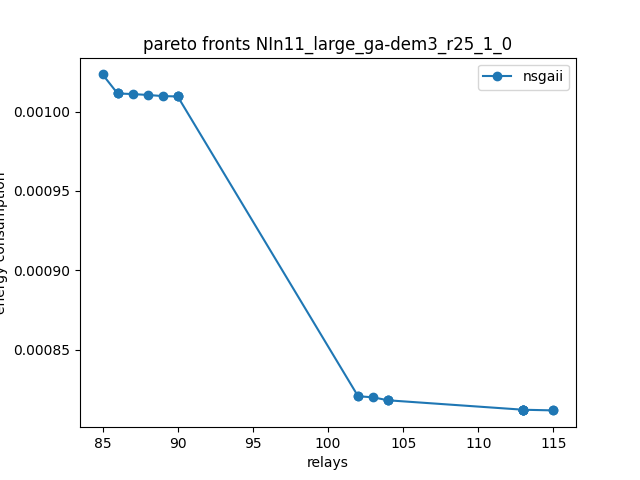 pareto fronts NIn11_large_ga-dem3_r25_1_0
nsgaii
0.00100
0.00095
0.00090
0.00085
energy consumption
85 90 95 100 105 110 115
relays